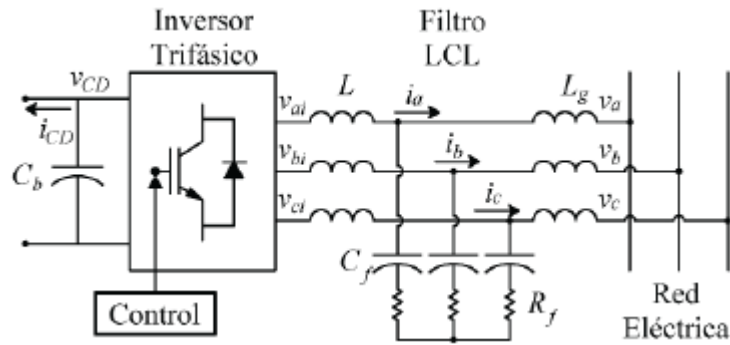 Inversor
Trifásico
Filtro
LCL
v_CD
i_CD
C_b
v_ai
v_bi
v_ci
L
i_a
i_b
i_c
L_g
v_a
v_b
v_c
C_f
R_f
Control
Red
Eléctrica